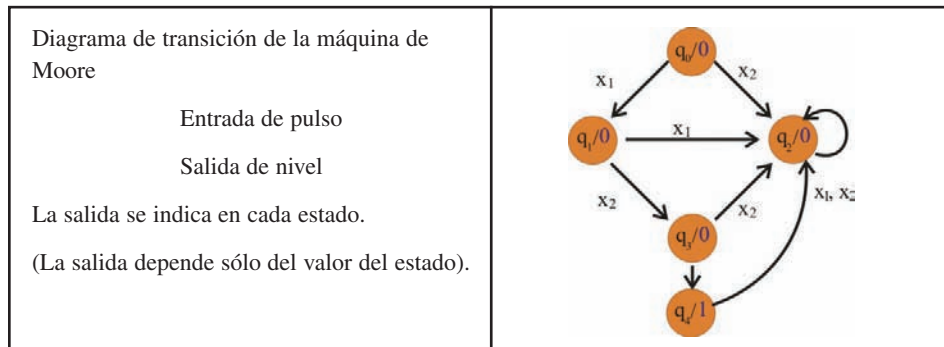 Diagrama de transición de la máquina de
Moore
Entrada de pulso
Salida de nivel
La salida se indica en cada estado.
(La salida depende sólo del valor del estado).
q₀/0
x₁
x₂
q₁/0
x₁
q₂/0
x₂
x₂
x₁, x₂
q₃/0
q₄/1